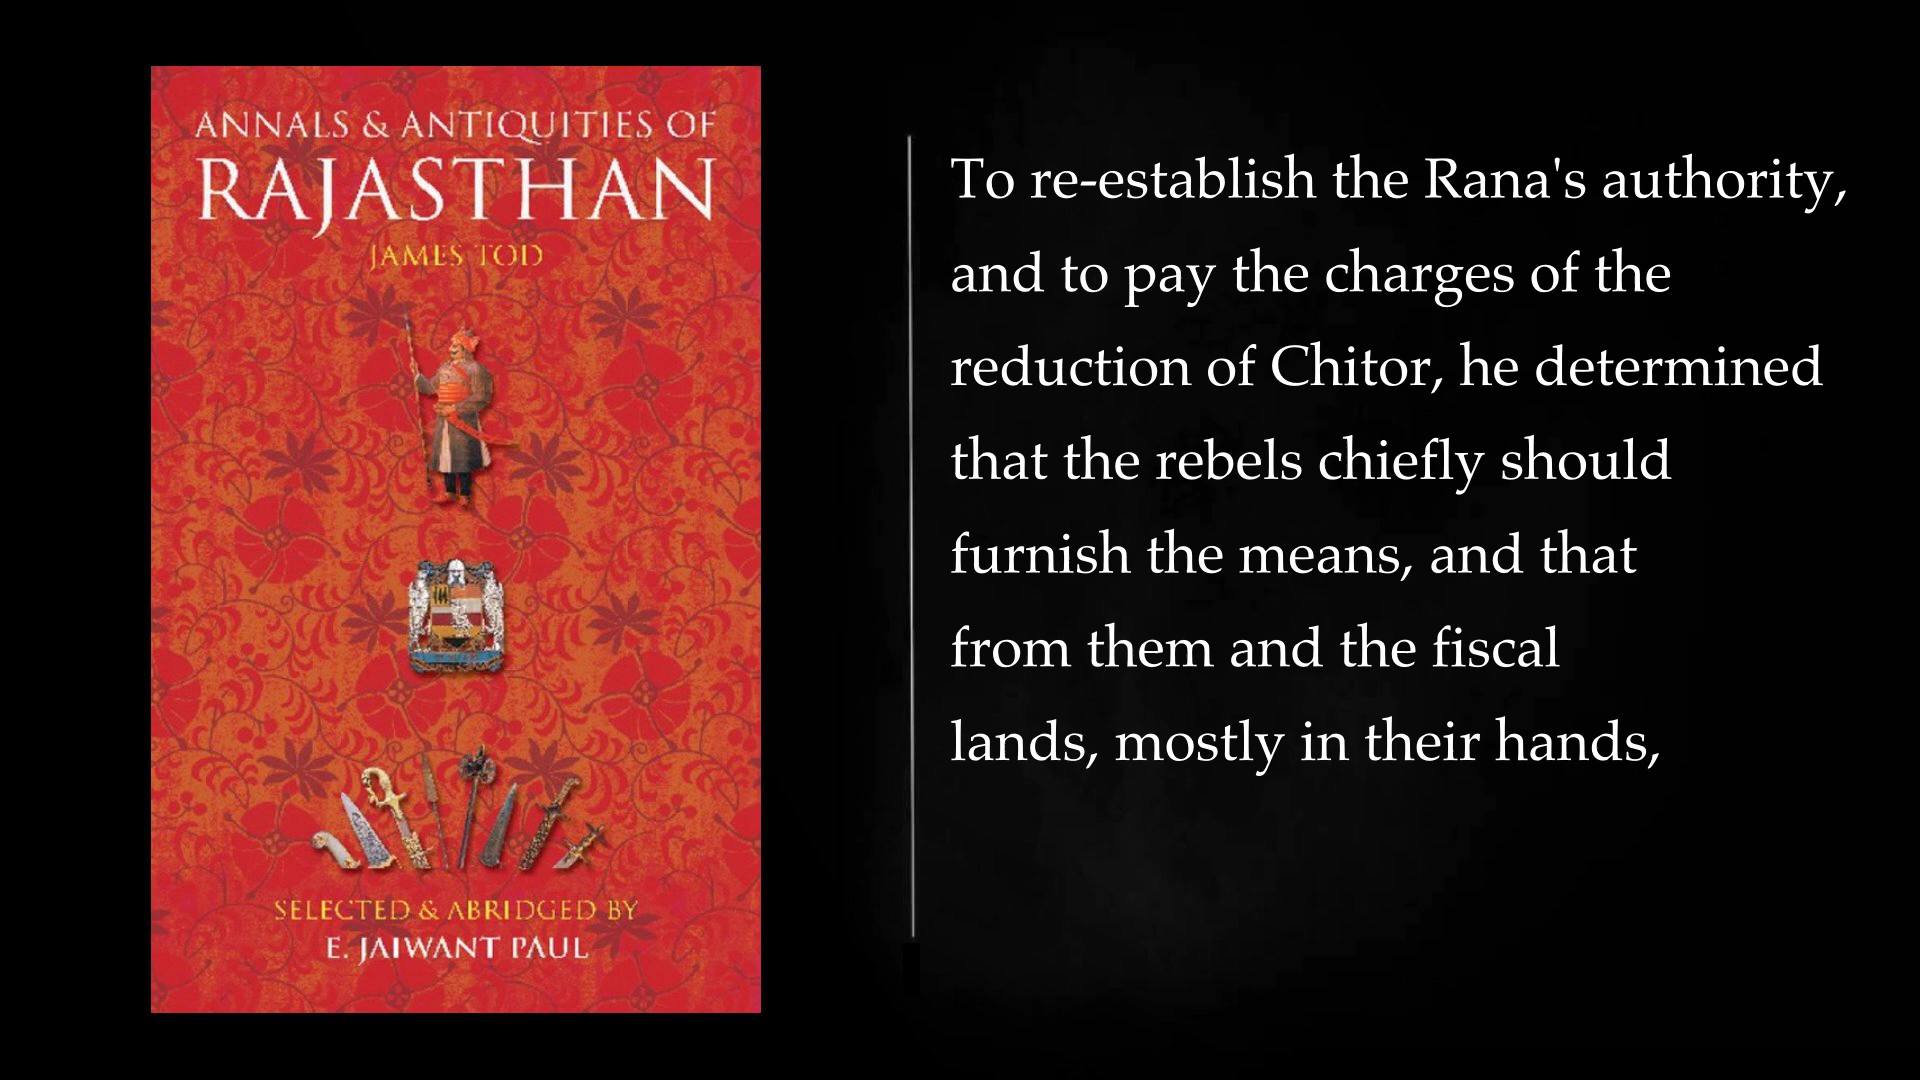 ANNALS & ANTIQUITIES OF
RAJASTHAN
JAMES TOD
SELECTED & ABRIDGED BY
E. JAIWANT PAUL
To re-establish the Rana's authority,
and to pay the charges of the
reduction of Chitor, he determined
that the rebels chiefly should
furnish the means, and that
from them and the fiscal
lands, mostly in their hands,